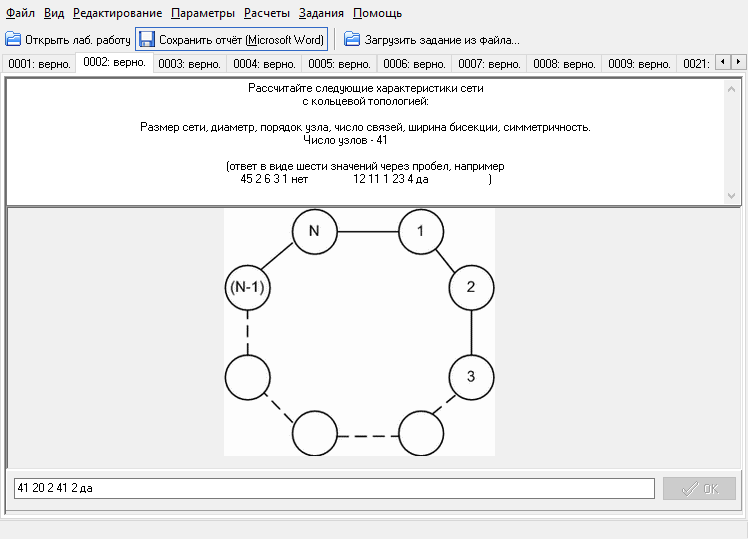 Файл Вид Редактирование Параметры Расчеты Задания Помощь
Открыть лаб. работу Сохранить отчёт (Microsoft Word) Загрузить задание из файла...
0001: верно. 0002: верно. 0003: верно. 0004: верно. 0005: верно. 0006: верно. 0007: верно. 0008: верно. 0009: верно. 0021:
Рассчитайте следующие характеристики сети
с кольцевой топологией:
Размер сети, диаметр, порядок узла, число связей, ширина бисекции, симметричность.
Число узлов - 41
(ответ в виде шести значений через пробел, например
45 2 6 3 1 нет 12 11 1 23 4 да )
N 1
(N-1) 2
3
41 20 2 41 2 да OK